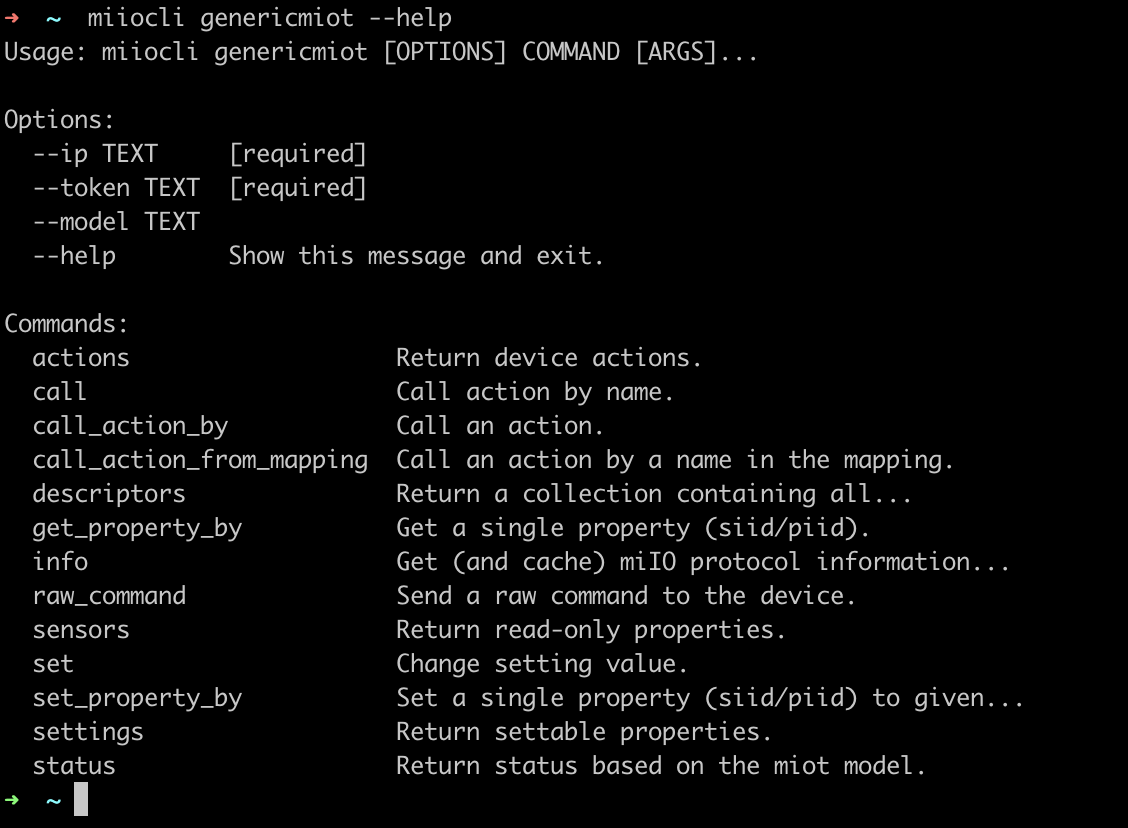 ➜  ~  miiocli genericmiot --help
Usage: miiocli genericmiot [OPTIONS] COMMAND [ARGS]...

Options:
  --ip TEXT     [required]
  --token TEXT  [required]
  --model TEXT
  --help        Show this message and exit.

Commands:
  actions                   Return device actions.
  call                      Call action by name.
  call_action_by            Call an action.
  call_action_from_mapping  Call an action by a name in the mapping.
  descriptors               Return a collection containing all...
  get_property_by           Get a single property (siid/piid).
  info                      Get (and cache) miIO protocol information...
  raw_command               Send a raw command to the device.
  sensors                   Return read-only properties.
  set                       Change setting value.
  set_property_by           Set a single property (siid/piid) to given...
  settings                  Return settable properties.
  status                    Return status based on the miot model.
➜  ~